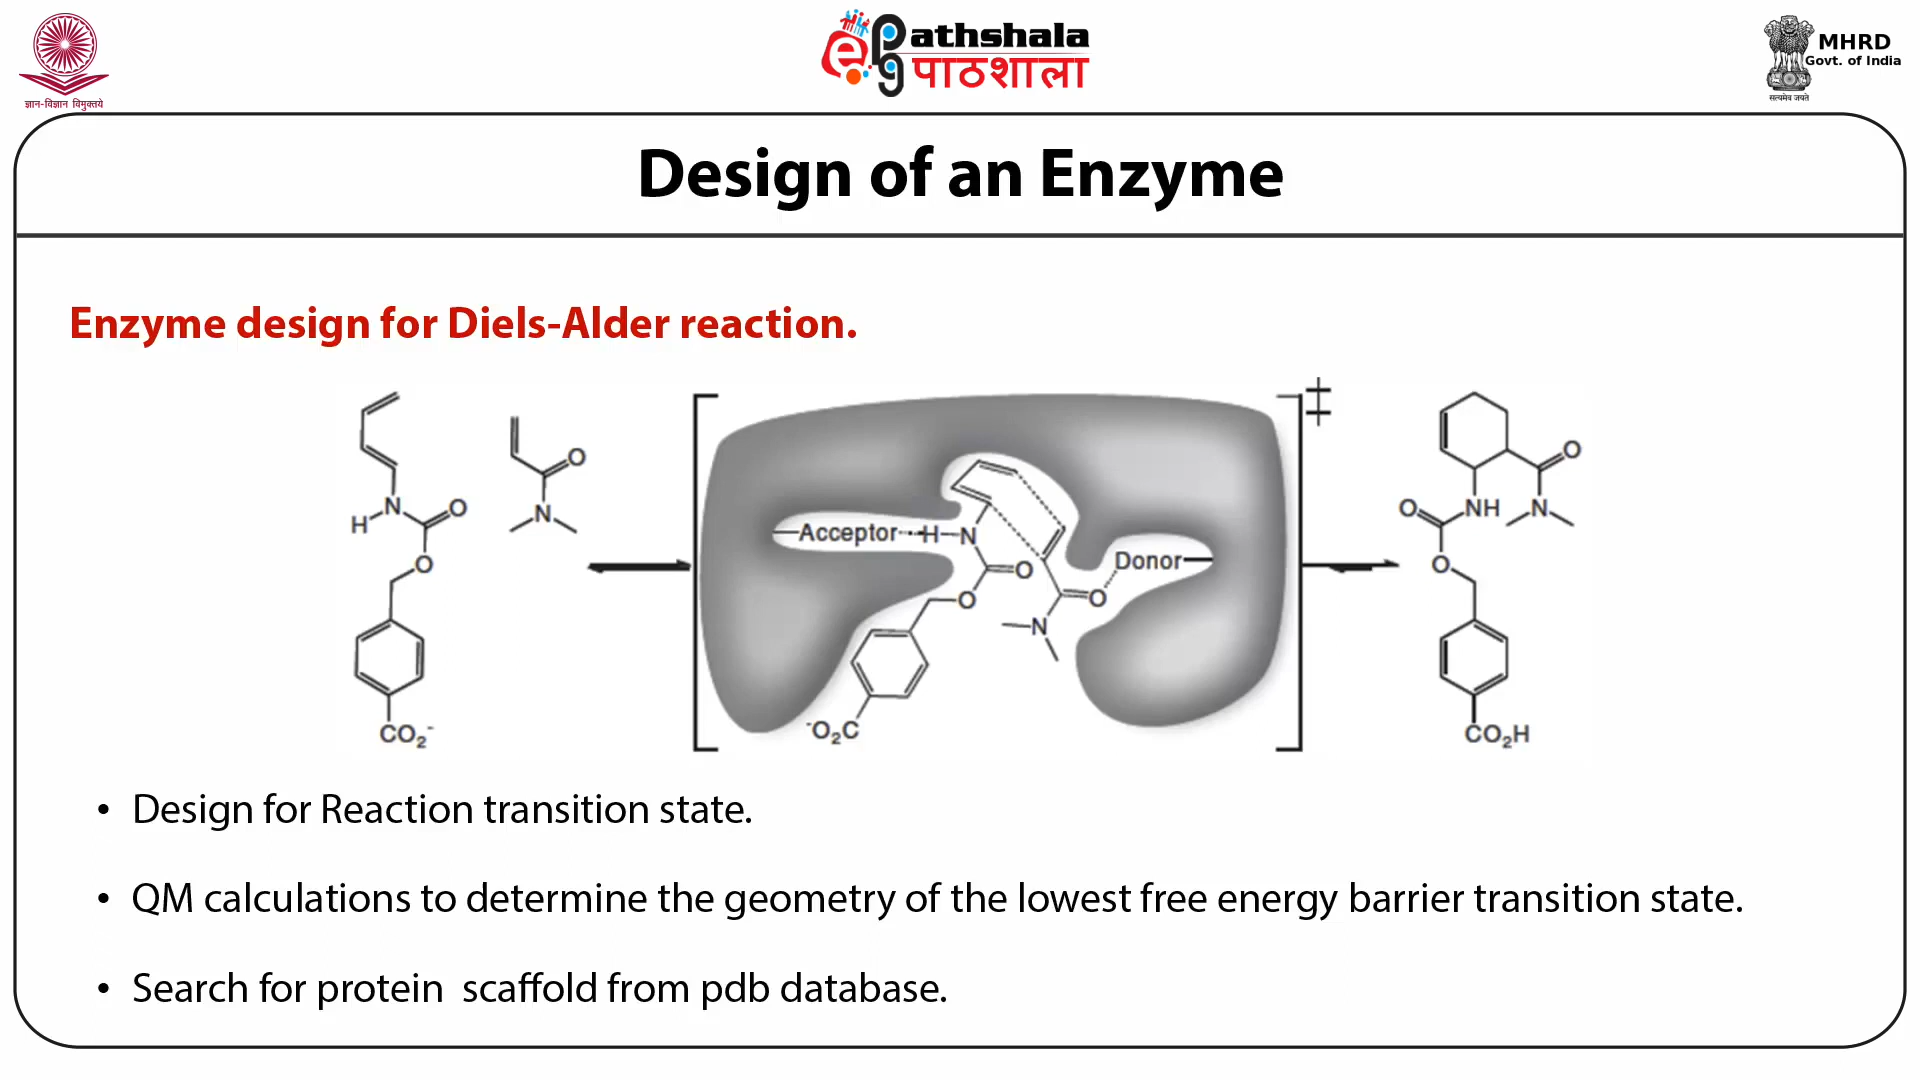 ज्ञान-विज्ञान विमुक्तये
ePathshala
पाठशाला
सत्यमेव जयते
MHRD
Govt. of India
Design of an Enzyme
Enzyme design for Diels-Alder reaction.
H N O
O
CO₂⁻
O
N
‡
Acceptor H N
O
O
⁻O₂C
Donor
O
N
O
O NH N
O
CO₂H
• Design for Reaction transition state.
• QM calculations to determine the geometry of the lowest free energy barrier transition state.
• Search for protein scaffold from pdb database.